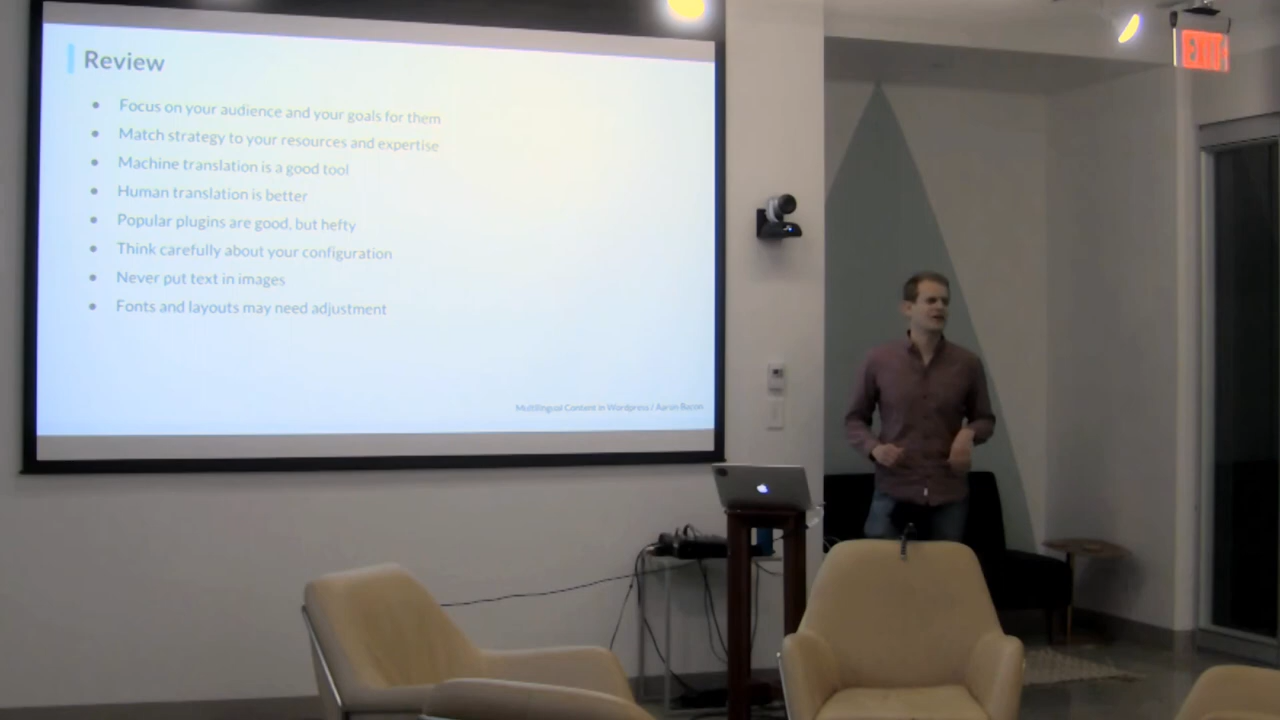 Review
Focus on your audience and your goals for them
Match strategy to your resources and expertise
Machine translation is a good tool
Human translation is better
Popular plugins are good, but hefty
Think carefully about your configuration
Never put text in images
Fonts and layouts may need adjustment
Multilingual Content in Wordpress / Aaron Bacon
EXIT